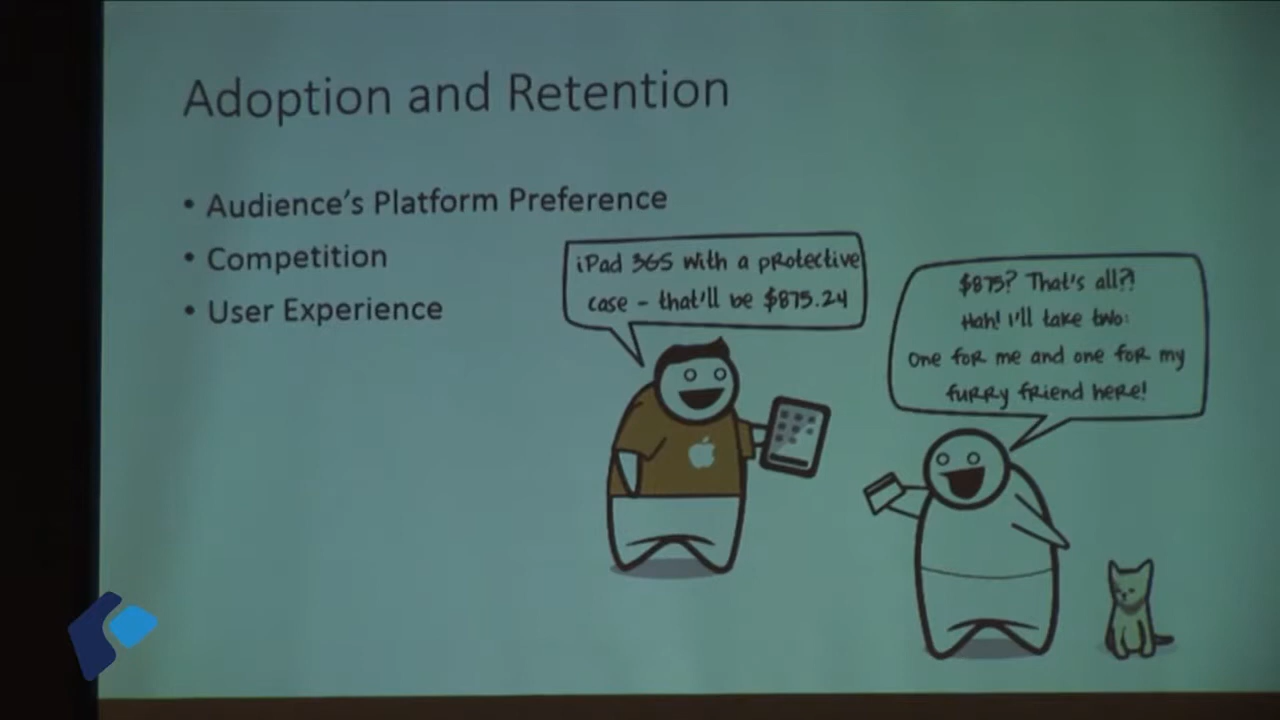 Adoption and Retention
• Audience's Platform Preference
• Competition
• User Experience
iPad 36S with a protective
case - that'll be $875.24
$875? That's all?!
Hah! I'll take two:
One for me and one for my
furry friend here!